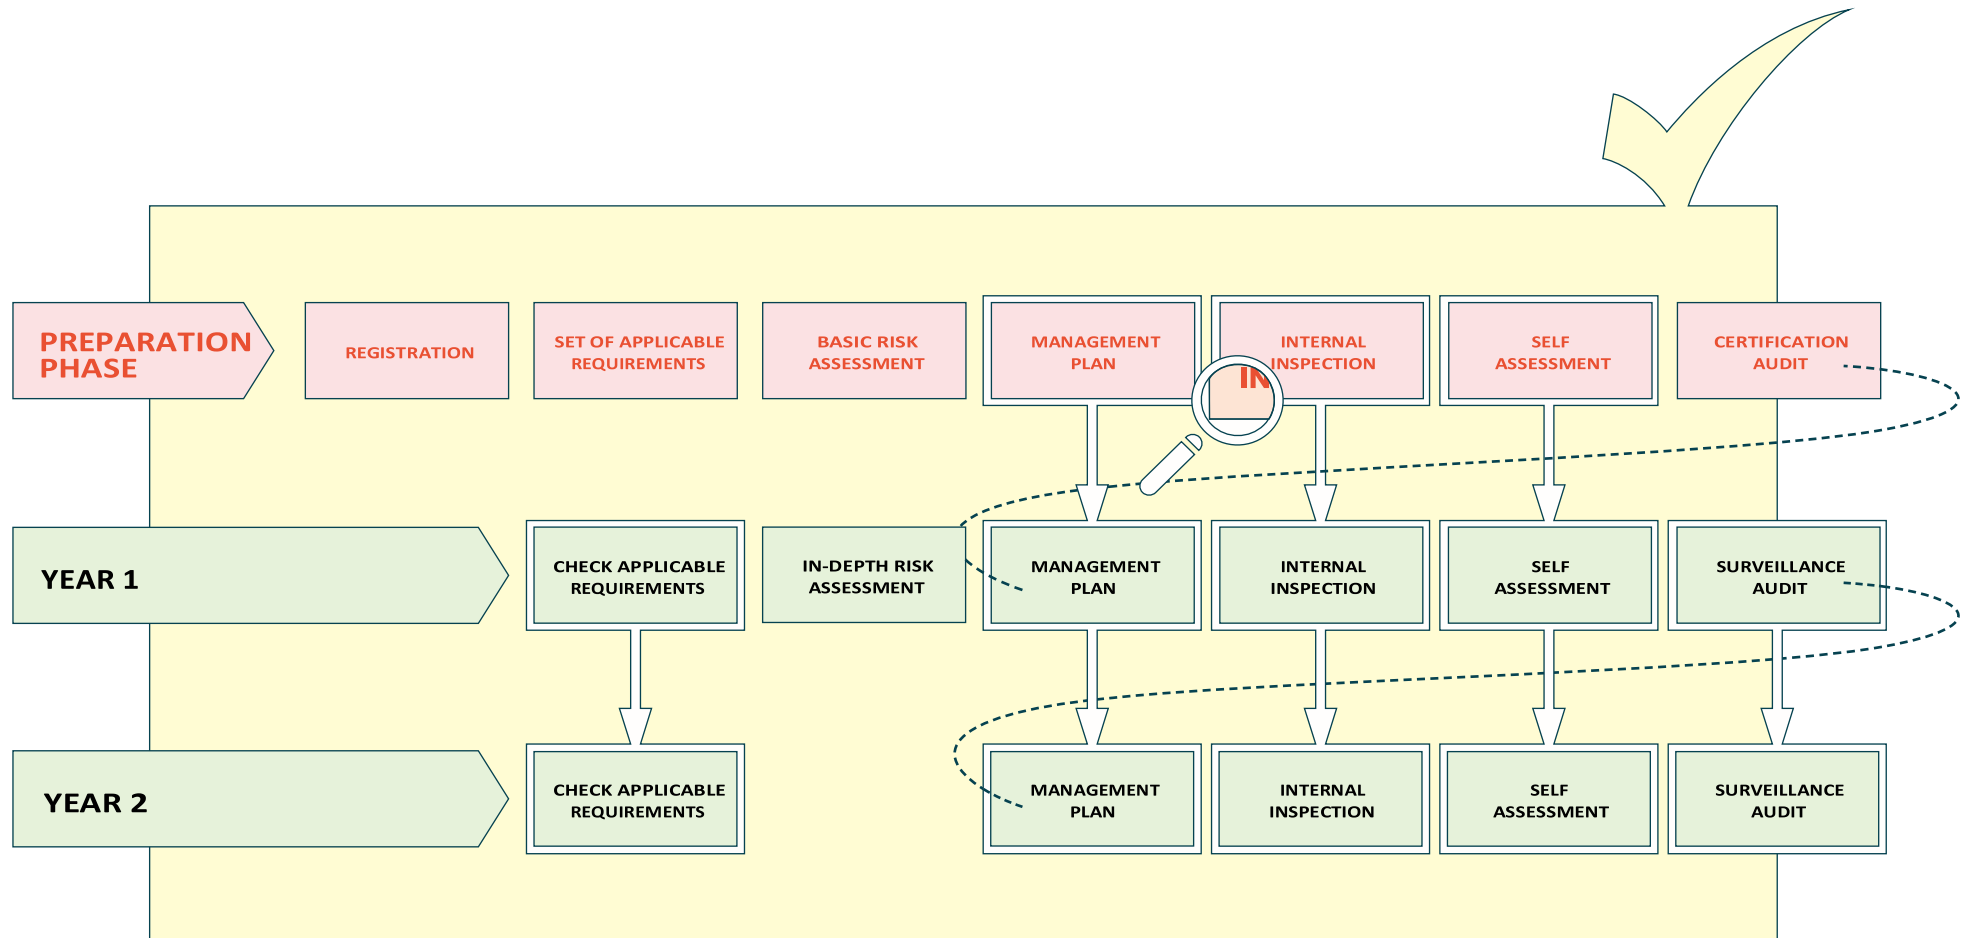 PREPARATION
PHASE
REGISTRATION
SET OF APPLICABLE
REQUIREMENTS
BASIC RISK
ASSESSMENT
MANAGEMENT
PLAN
INTERNAL
INSPECTION
IN
SELF
ASSESSMENT
CERTIFICATION
AUDIT
YEAR 1
CHECK APPLICABLE
REQUIREMENTS
IN-DEPTH RISK
ASSESSMENT
MANAGEMENT
PLAN
INTERNAL
INSPECTION
SELF
ASSESSMENT
SURVEILLANCE
AUDIT
YEAR 2
CHECK APPLICABLE
REQUIREMENTS
MANAGEMENT
PLAN
INTERNAL
INSPECTION
SELF
ASSESSMENT
SURVEILLANCE
AUDIT